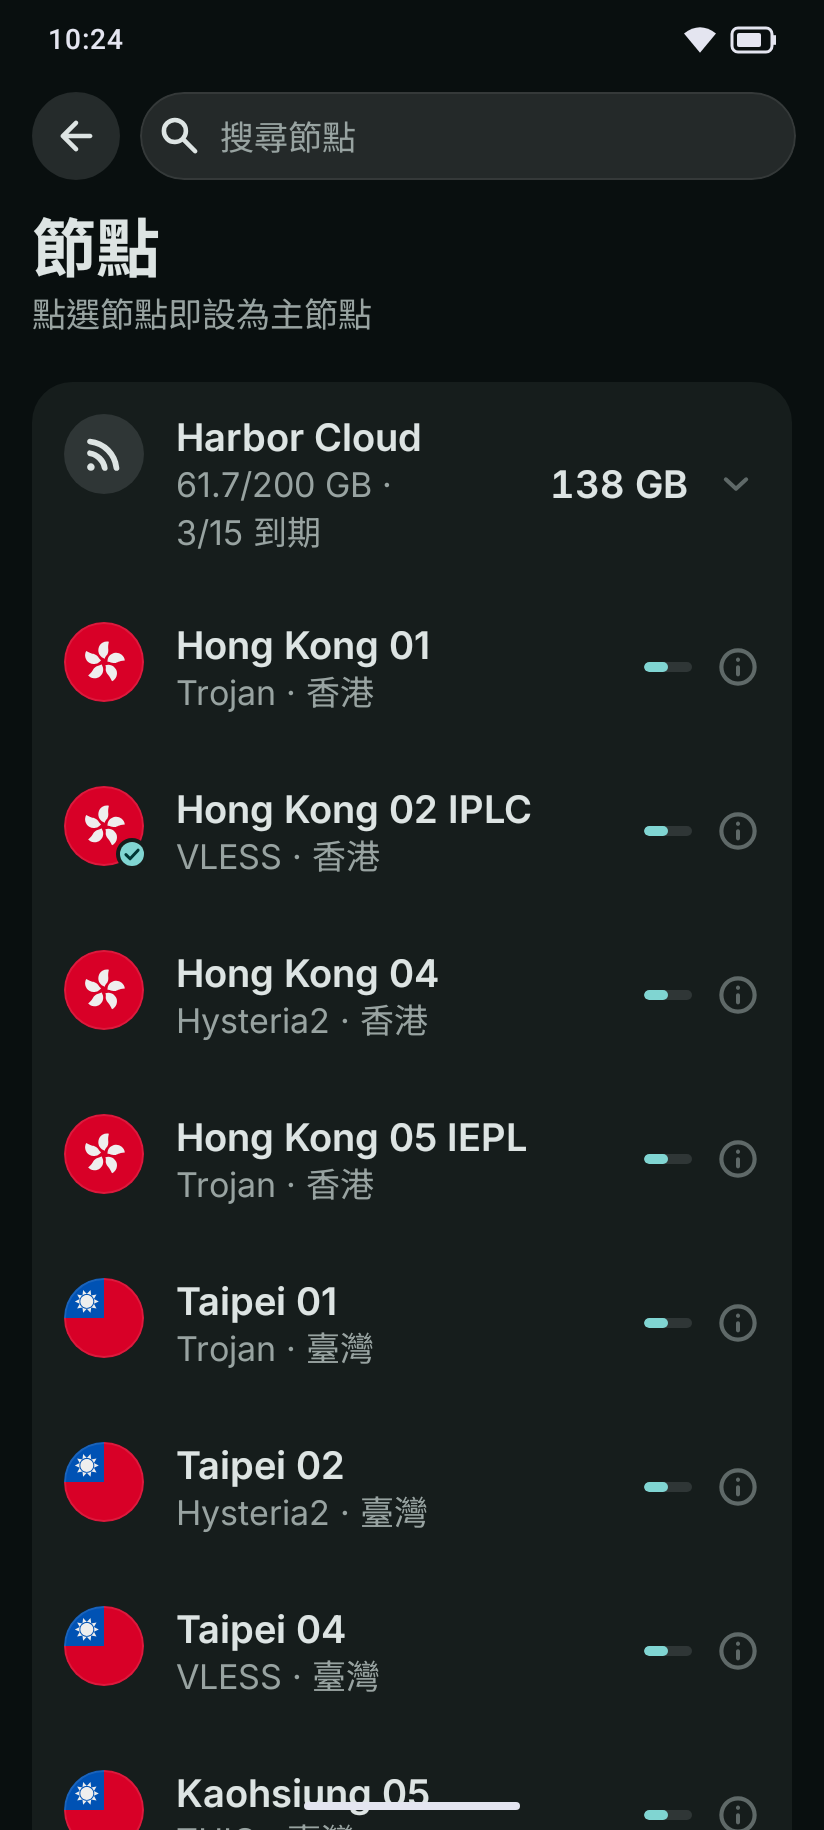 10:24
搜尋節點
節點
點選節點即設為主節點
Harbor Cloud
61.7/200 GB ·
3/15 到期
138 GB
Hong Kong 01
Trojan · 香港
Hong Kong 02 IPLC
VLESS · 香港
Hong Kong 04
Hysteria2 · 香港
Hong Kong 05 IEPL
Trojan · 香港
Taipei 01
Trojan · 臺灣
Taipei 02
Hysteria2 · 臺灣
Taipei 04
VLESS · 臺灣
Kaohsiung 05